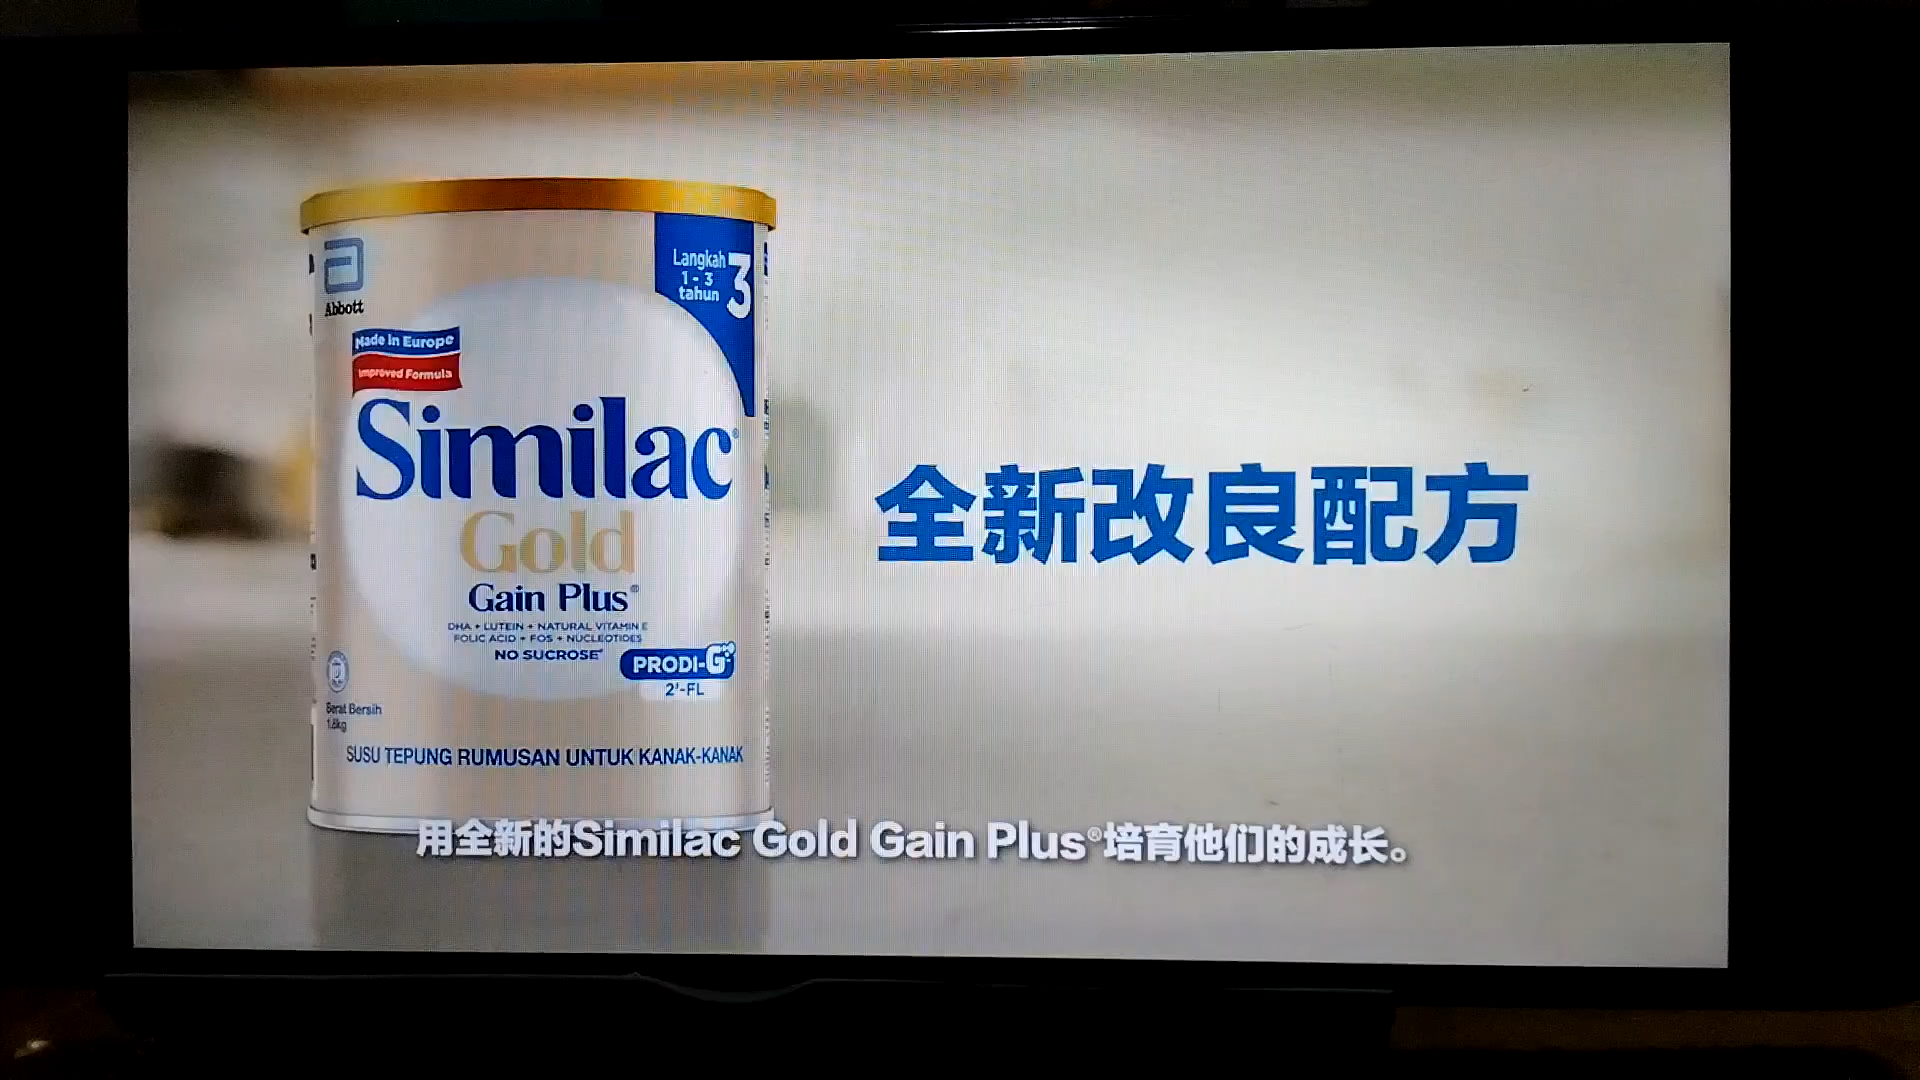 Abbott
Langkah
1 - 3
tahun
3
Made in Europe
Improved Formula
Similac®
Gold
Gain Plus®
DHA + LUTEIN + NATURAL VITAMIN E
FOLIC ACID + FOS + NUCLEOTIDES
NO SUCROSE*
PRODI-G
2'-FL
Berat Bersih
SUSU TEPUNG RUMUSAN UNTUK KANAK-KANAK
全新改良配方
用全新的Similac Gold Gain Plus®培育他们的成长。